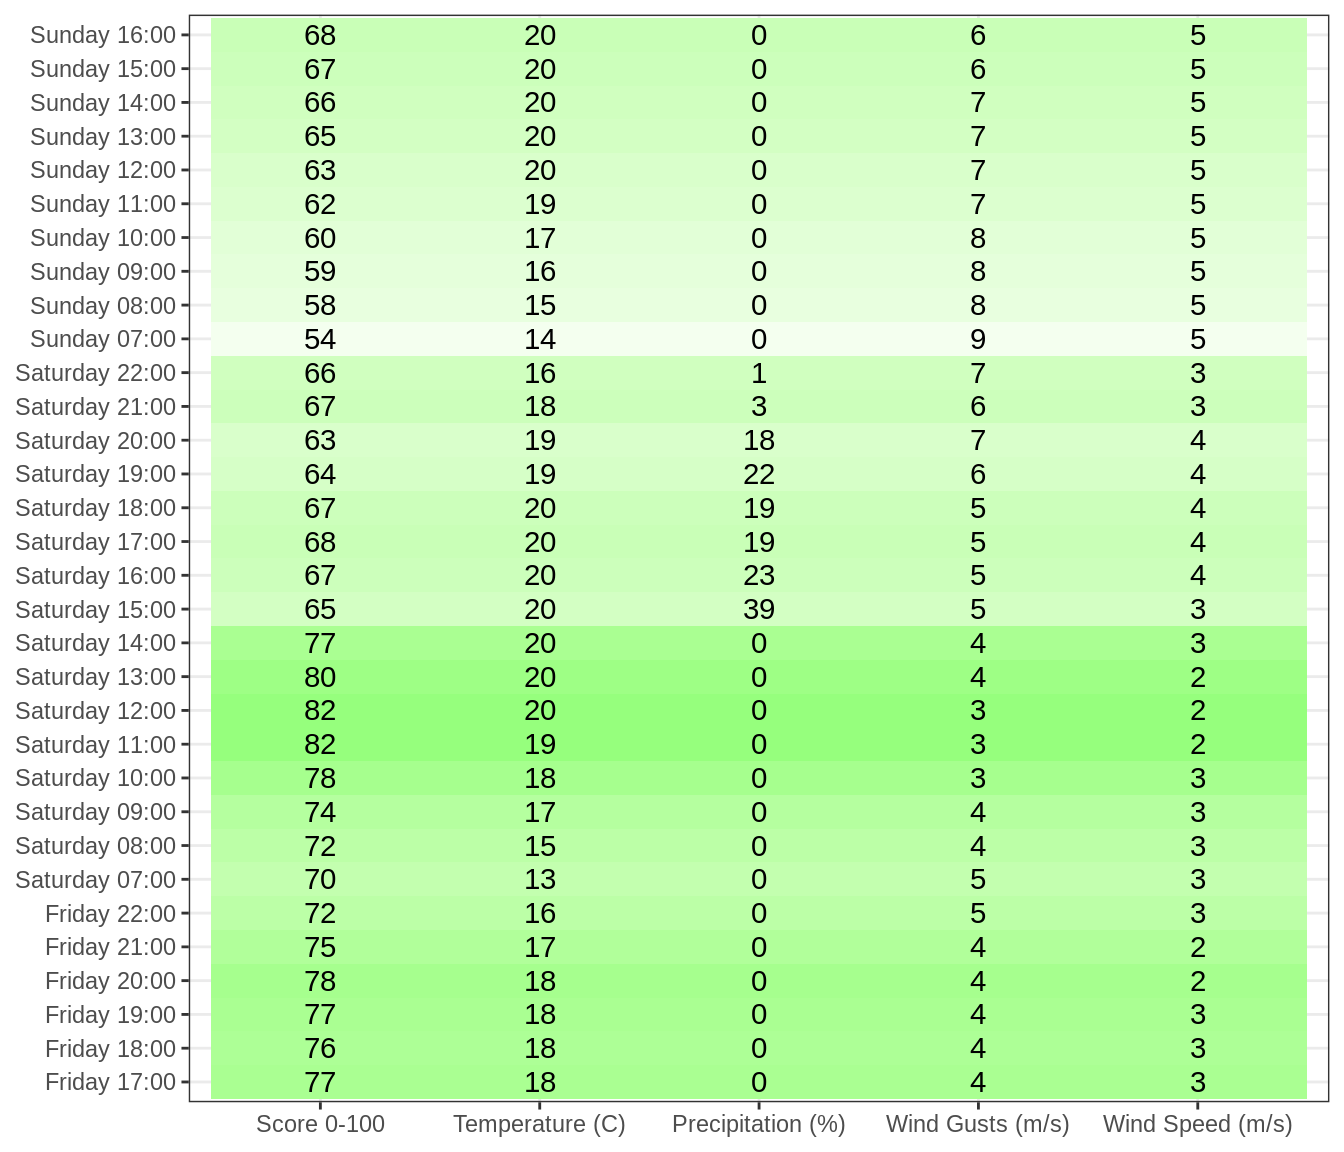 Sunday 16:00 68 20 0 6 5
Sunday 15:00 67 20 0 6 5
Sunday 14:00 66 20 0 7 5
Sunday 13:00 65 20 0 7 5
Sunday 12:00 63 20 0 7 5
Sunday 11:00 62 19 0 7 5
Sunday 10:00 60 17 0 8 5
Sunday 09:00 59 16 0 8 5
Sunday 08:00 58 15 0 8 5
Sunday 07:00 54 14 0 9 5
Saturday 22:00 66 16 1 7 3
Saturday 21:00 67 18 3 6 3
Saturday 20:00 63 19 18 7 4
Saturday 19:00 64 19 22 6 4
Saturday 18:00 67 20 19 5 4
Saturday 17:00 68 20 19 5 4
Saturday 16:00 67 20 23 5 4
Saturday 15:00 65 20 39 5 3
Saturday 14:00 77 20 0 4 3
Saturday 13:00 80 20 0 4 2
Saturday 12:00 82 20 0 3 2
Saturday 11:00 82 19 0 3 2
Saturday 10:00 78 18 0 3 3
Saturday 09:00 74 17 0 4 3
Saturday 08:00 72 15 0 4 3
Saturday 07:00 70 13 0 5 3
Friday 22:00 72 16 0 5 3
Friday 21:00 75 17 0 4 2
Friday 20:00 78 18 0 4 2
Friday 19:00 77 18 0 4 3
Friday 18:00 76 18 0 4 3
Friday 17:00 77 18 0 4 3
Score 0-100 Temperature (C) Precipitation (%) Wind Gusts (m/s) Wind Speed (m/s)